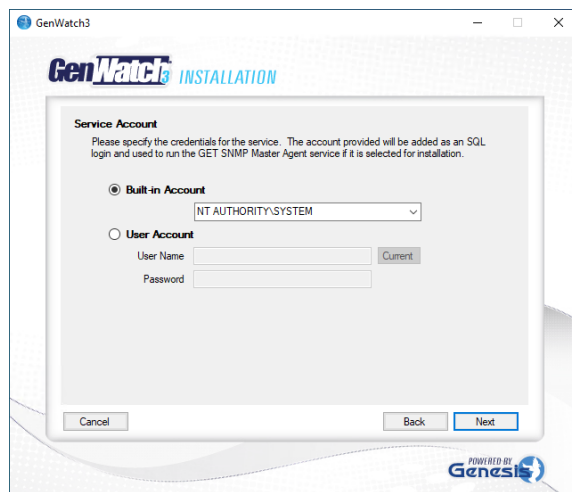 GenWatch3
GenWatch3 INSTALLATION
Service Account
Please specify the credentials for the service. The account provided will be added as an SQL
login and used to run the GET SNMP Master Agent service if it is selected for installation.
Built-in Account
NT AUTHORITY\SYSTEM
User Account
User Name
Current
Password
Cancel
Back
Next
POWERED BY
Genesis